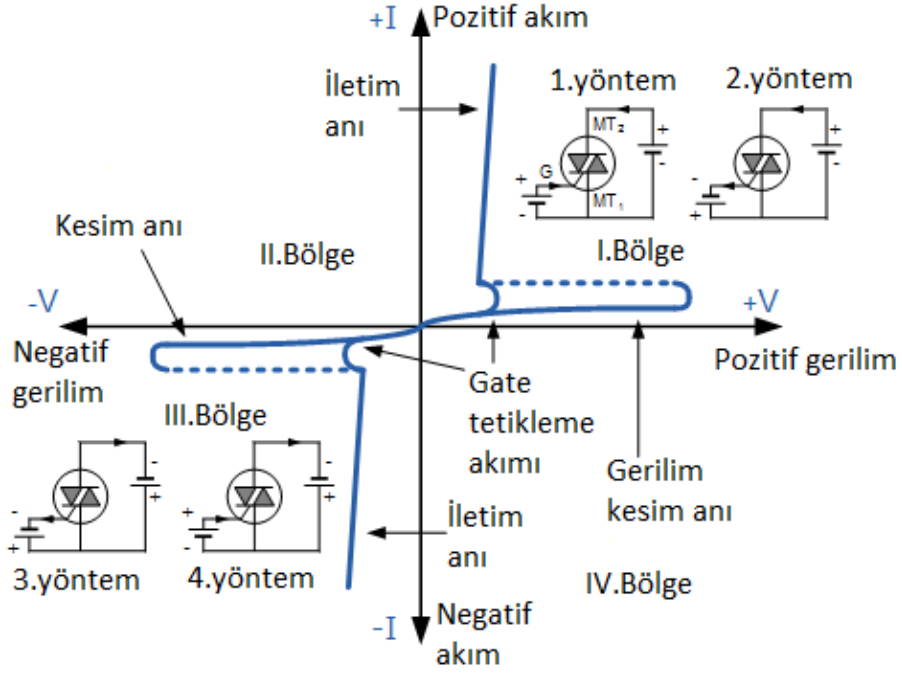 +I
Pozitif akım
İletim
anı
1.yöntem
2.yöntem
MT₂
+
-
G
+
-
MT₁
+
-
-
+
Kesim anı
II.Bölge
I.Bölge
-V
+V
Negatif
gerilim
Pozitif gerilim
Gate
tetikleme
akımı
III.Bölge
Gerilim
kesim anı
-
+
-
+
-
+
+
-
İletim
anı
3.yöntem
4.yöntem
IV.Bölge
-I
Negatif
akım